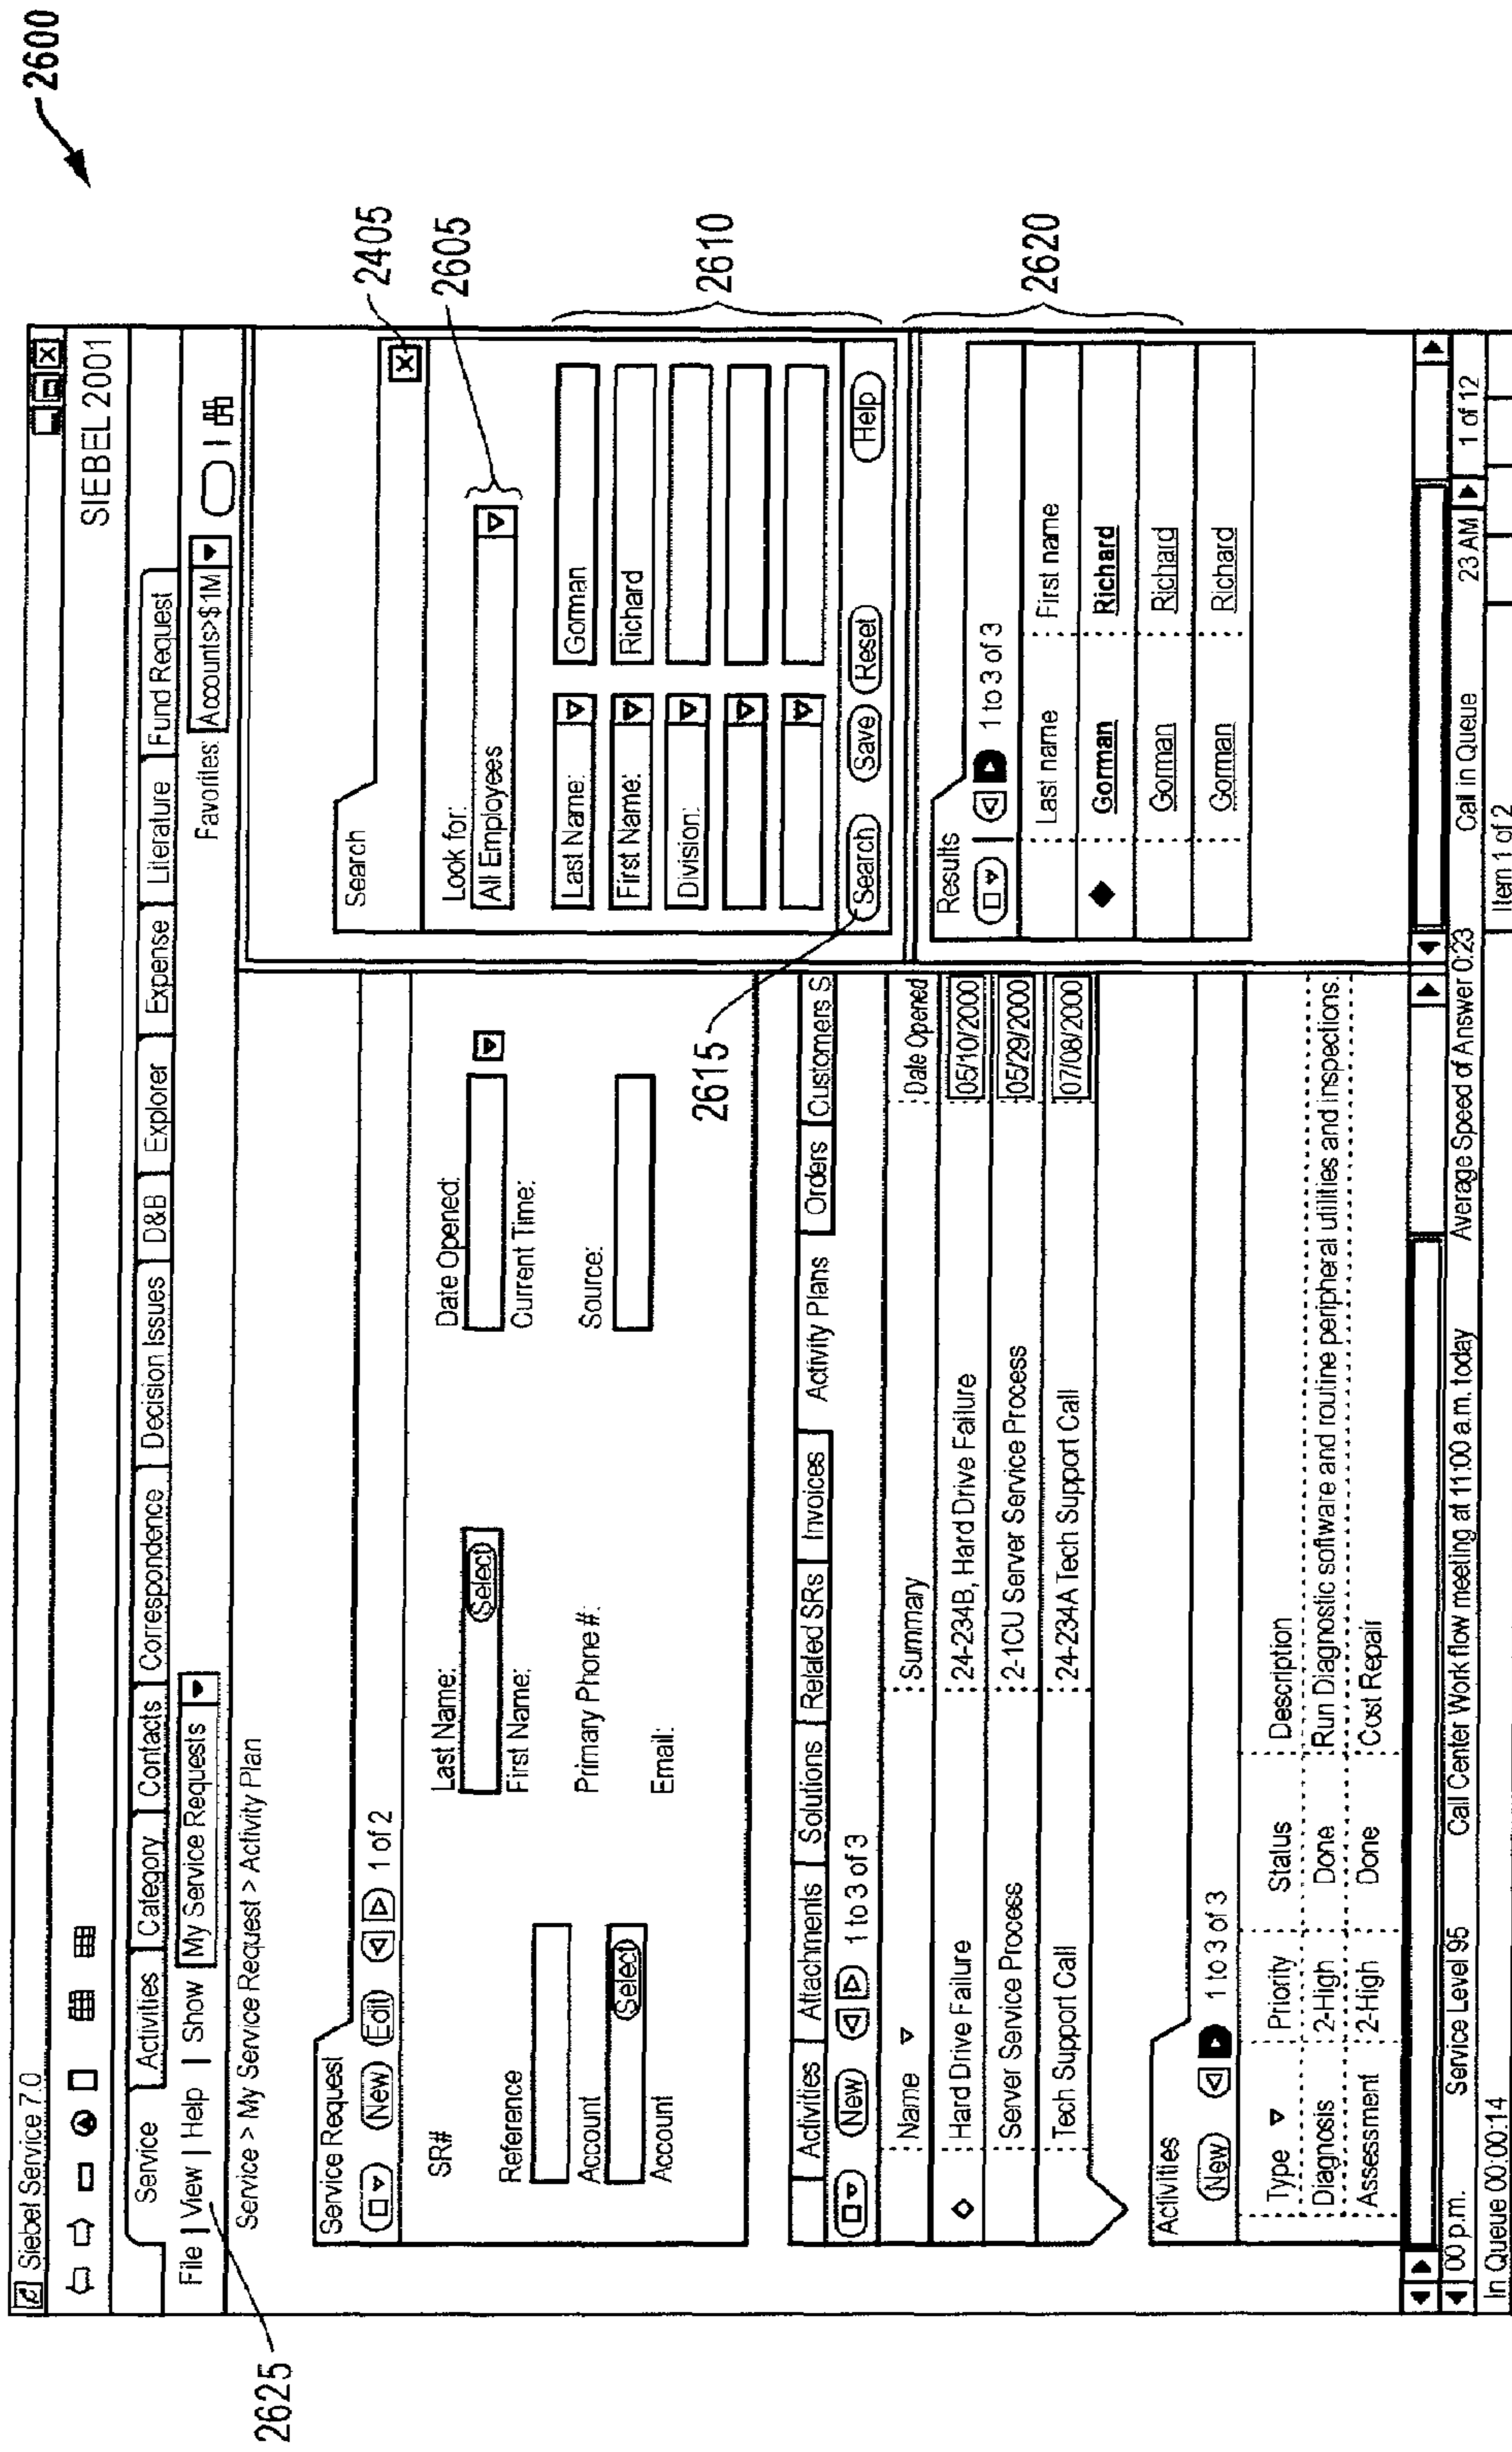 2600
Siebel Service 7.0
SIEBEL 2001
Service Activities Category Contacts Correspondence Decision Issues D&B Explorer Expense Literature Fund Request
File | View | Help | Show My Service Requests Favorites: Accounts>$1M
2625
Service > My Service Request > Activity Plan
Service Request
New Edit 1 of 2
SR#
Last Name:
Select
First Name:
Date Opened:
Current Time:
Reference
Primary Phone #:
Source:
Account
Select
Email:
Account
Search
2405
Look for:
All Employees
2605
Last Name: Gorman
First Name: Richard
Division:
2610
Search Save Reset Help
2615
Activities Attachments Solutions Related SRs Invoices Activity Plans Orders Customers S
New 1 to 3 of 3
Name Summary Date Opened
Hard Drive Failure 24-234B, Hard Drive Failure 05/10/2000
Server Service Process 2-1CU Server Service Process 05/29/2000
Tech Support Call 24-234A Tech Support Call 07/08/2000
Results
1 to 3 of 3
2620
Last name First name
Gorman Richard
Gorman Richard
Gorman Richard
Activities
New 1 to 3 of 3
Type Priority Status Description
Diagnosis 2-High Done Run Diagnostic software and routine peripheral utilities and inspections.
Assessment 2-High Done Cost Repair
00 p.m. Service Level 95 Call Center Work flow meeting at 11:00 a.m. today Average Speed of Answer 0:23 Call in Queue 23 AM 1 of 12
In Queue 00:00:14 Item 1 of 2